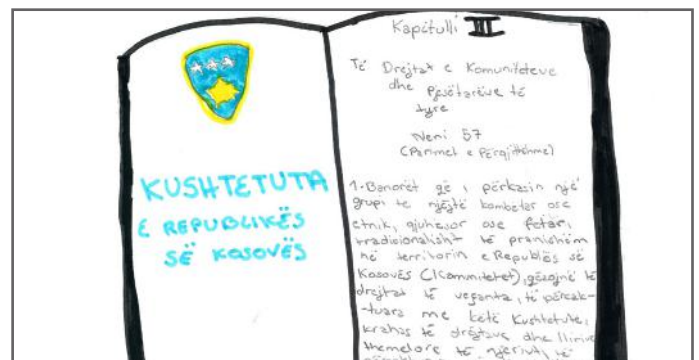 KUSHTETUTA
E REPUBLIKËS
SË KOSOVËS
Kapitulli III
Të Drejtat e Komuniteteve
dhe Pjesëtarëve të
tyre
Neni 57
(Parimet e Përgjithshme)
1. Banorët që i përkasin një
grupi të njëjtë kombëtar ose
etnik, gjuhësor ose fetar,
tradicionalisht të pranishëm
në territorin e Republës së
Kosovës (Komunitetet), gëzojnë të
drejtat të veçanta, të përcak-
-tuara me këtë Kushtetutë,
krahas të drejtave dhe llirive
themelore të njeriut, të